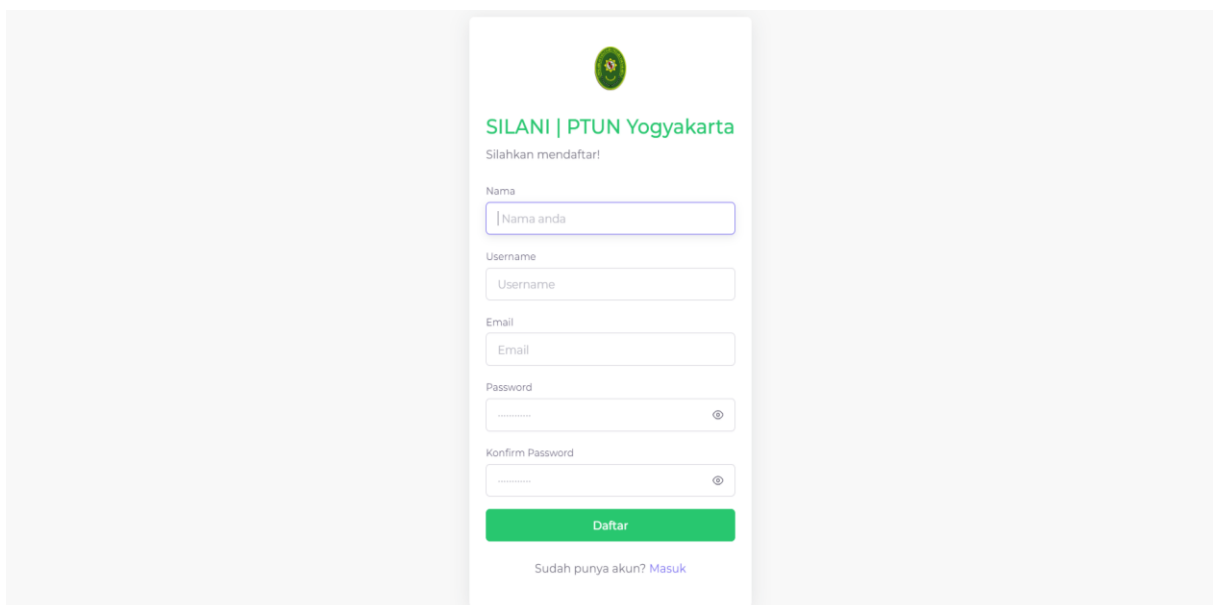 SILANI | PTUN Yogyakarta
Silahkan mendaftar!
Nama
Nama anda
Username
Username
Email
Email
Password
Konfirm Password
Daftar
Sudah punya akun? Masuk